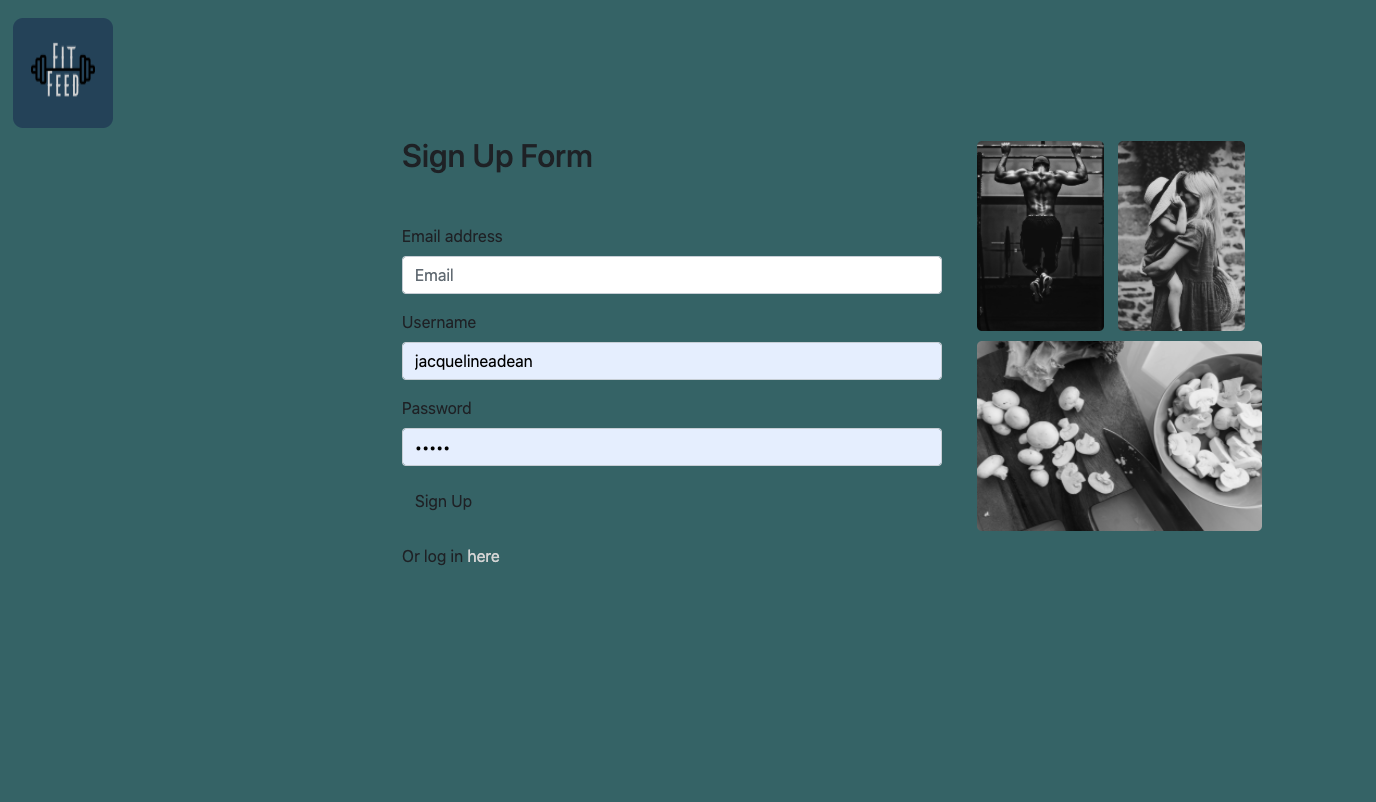 FIT
FEED
Sign Up Form
Email address
Email
Username
jacquelineadean
Password
•••••
Sign Up
Or log in here